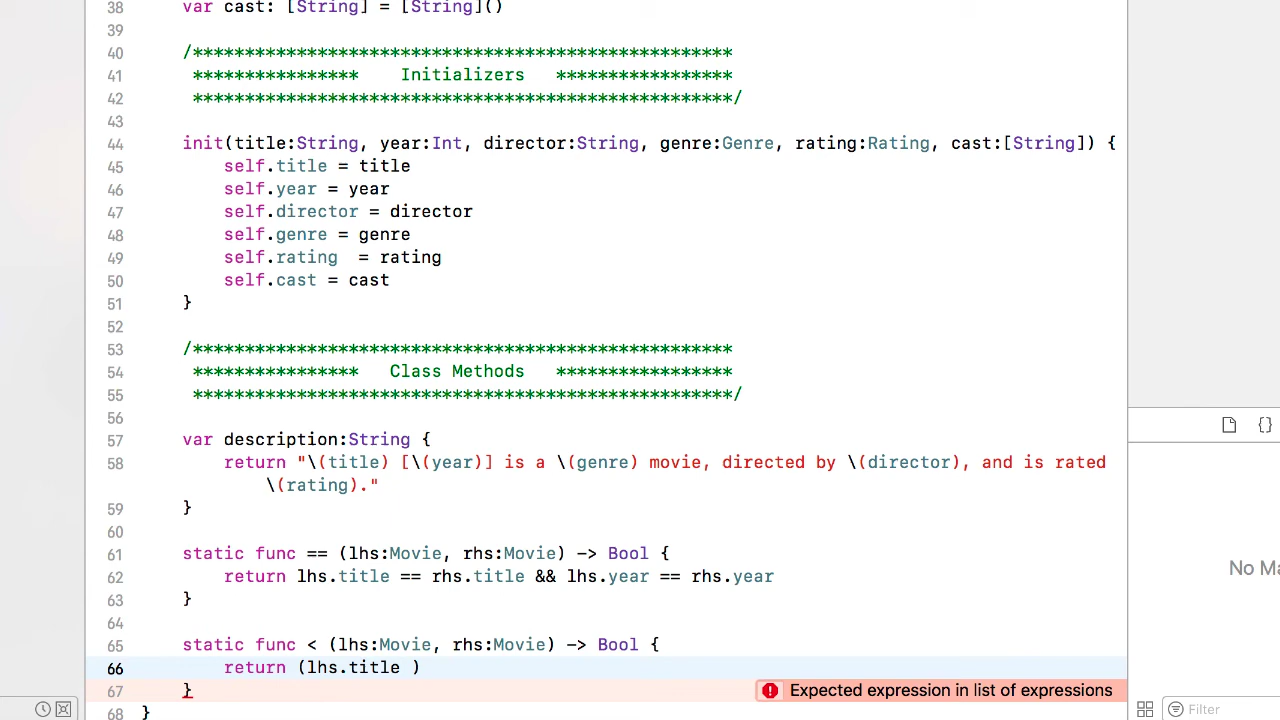 38 var cast: [String] = [String]()
39
40 /****************************************************
41 **************** Initializers *****************
42 ****************************************************/
43
44 init(title:String, year:Int, director:String, genre:Genre, rating:Rating, cast:[String]) {
45 self.title = title
46 self.year = year
47 self.director = director
48 self.genre = genre
49 self.rating  = rating
50 self.cast = cast
51 }
52
53 /****************************************************
54 **************** Class Methods *****************
55 ****************************************************/
56
57 var description:String {
58 return "\(title) [\(year)] is a \(genre) movie, directed by \(director), and is rated
\(rating)."
59 }
60
61 static func == (lhs:Movie, rhs:Movie) -> Bool {
62 return lhs.title == rhs.title && lhs.year == rhs.year
63 }
64
65 static func < (lhs:Movie, rhs:Movie) -> Bool {
66 return (lhs.title )
67 } Expected expression in list of expressions
68 }
{}
No Ma
Filter